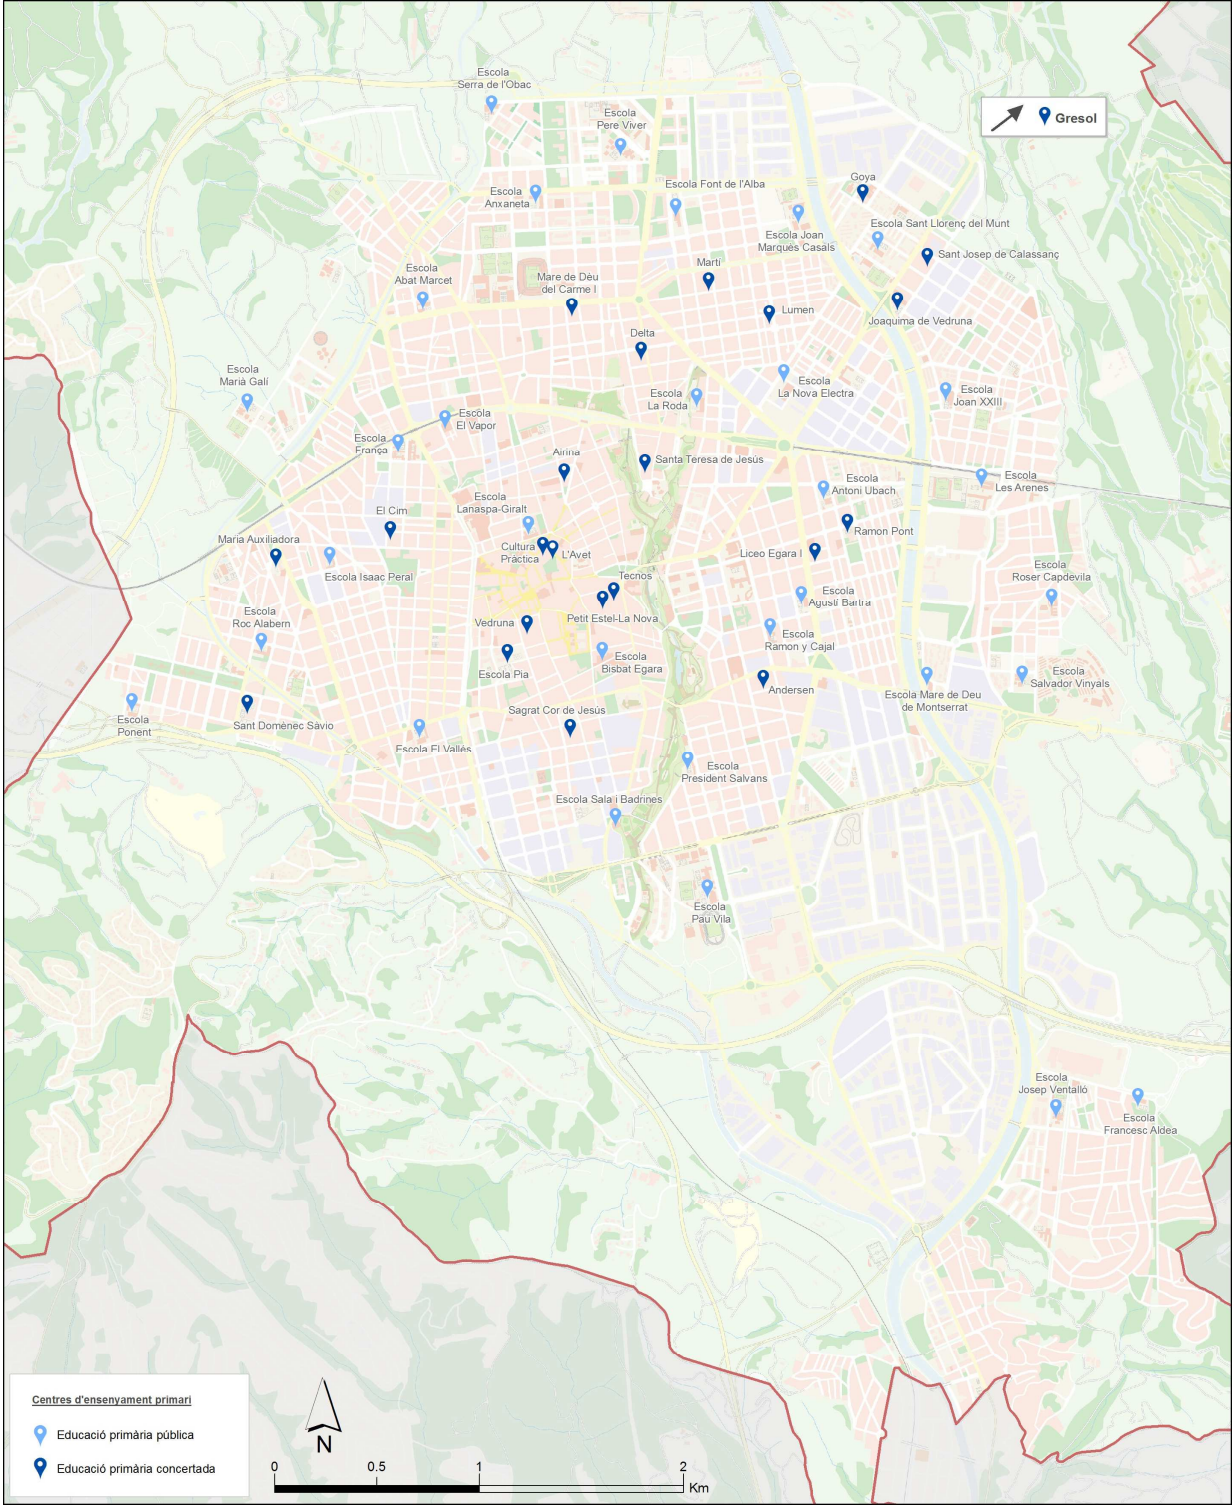 Escola
Serra de l'Obac
Escola
Pere Viver
Gresol
Escola
Anxaneta
Escola Font de l'Alba
Goya
Escola Joan
Marquès Casals
Escola Sant Llorenç del Munt
Sant Josep de Calassanç
Escola
Abat Marcet
Mare de Déu
del Carme I
Martí
Lumen
Joaquima de Vedruna
Delta
Escola
Marià Galí
Escola
La Roda
Escola
La Nova Electra
Escola
Joan XXIII
Escola
El Vapor
Escola
França
Airina
Santa Teresa de Jesús
Escola
Antoni Ubach
Escola
Les Arenes
El Cim
Escola
Lanaspa-Giralt
Ramon Pont
Maria Auxiliadora
Cultura
Pràctica
L'Avet
Liceo Egara I
Escola Isaac Peral
Tecnos
Escola
Roser Capdevila
Escola
Agustí Bartra
Escola
Roc Alabern
Vedruna
Petit Estel-La Nova
Escola
Ramon y Cajal
Escola Pia
Escola
Bisbat Egara
Escola
Salvador Vinyals
Andersen
Escola Mare de Deu
de Montserrat
Escola
Ponent
Sant Domènec Sàvio
Sagrat Cor de Jesús
Escola El Vallès
Escola
President Salvans
Escola Sala i Badrines
Escola
Pau Vila
Escola
Josep Ventalló
Escola
Francesc Aldea
Centres d'ensenyament primari
Educació primària pública
Educació primària concertada
N
0 0.5 1 2
Km